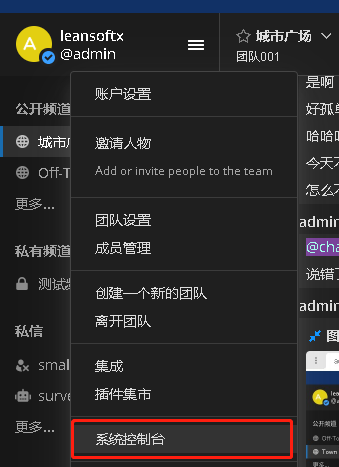 leansoftx
@admin
城市广场
团队001
公开频道
城市广
Off-T
更多...
私有频道
测试
私信
smal
surve
更多...
账户设置
邀请人物
Add or invite people to the team
团队设置
成员管理
创建一个新的团队
离开团队
集成
插件集市
系统控制台
是啊
好孤单
哈哈哈
今天不
怎么不
admin
@cha
说错了
admin
图